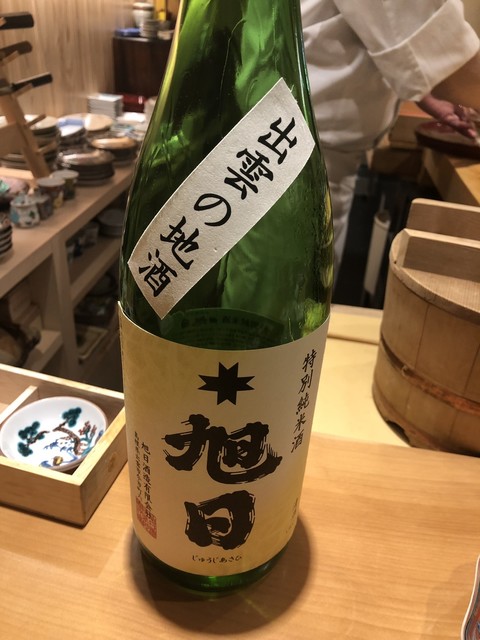 出雲の地酒
特別純米酒
旭日
じゅうじあさひ
旭日酒造有限会社